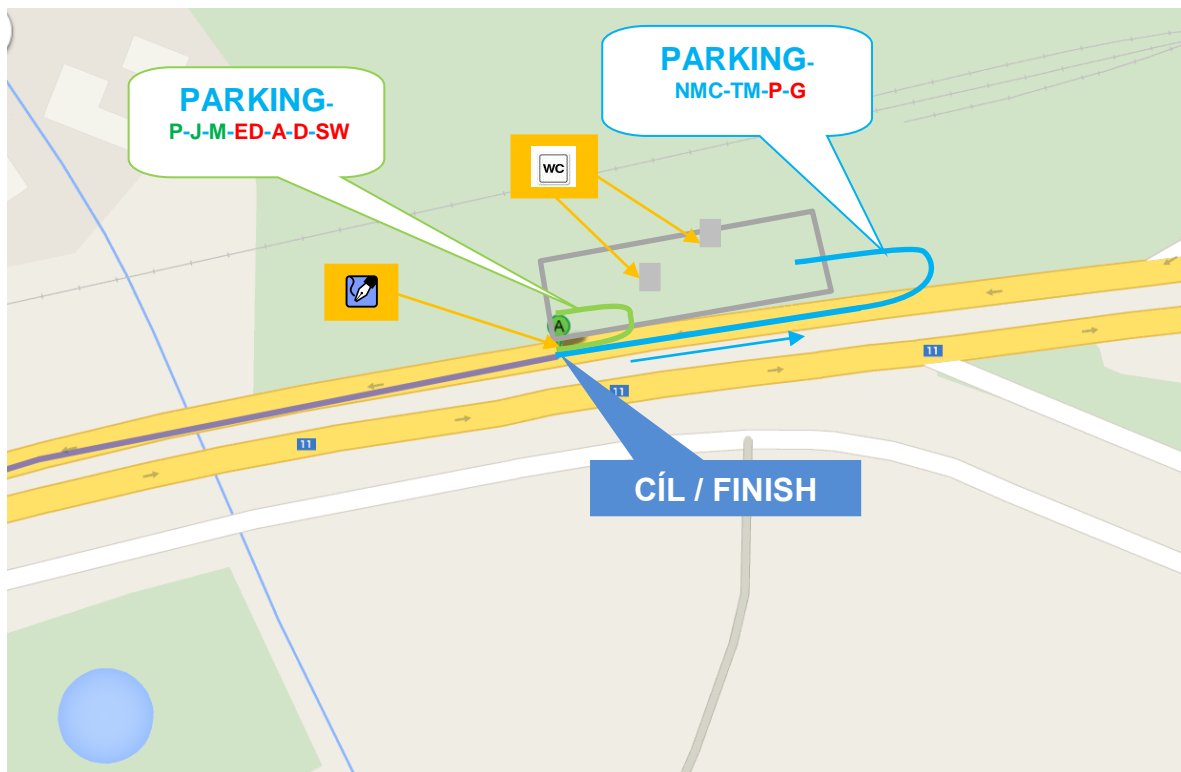 PARKING-
P-J-M-ED-A-D-SW
PARKING-
NMC-TM-P-G
WC
A
11
11
11
CÍL / FINISH